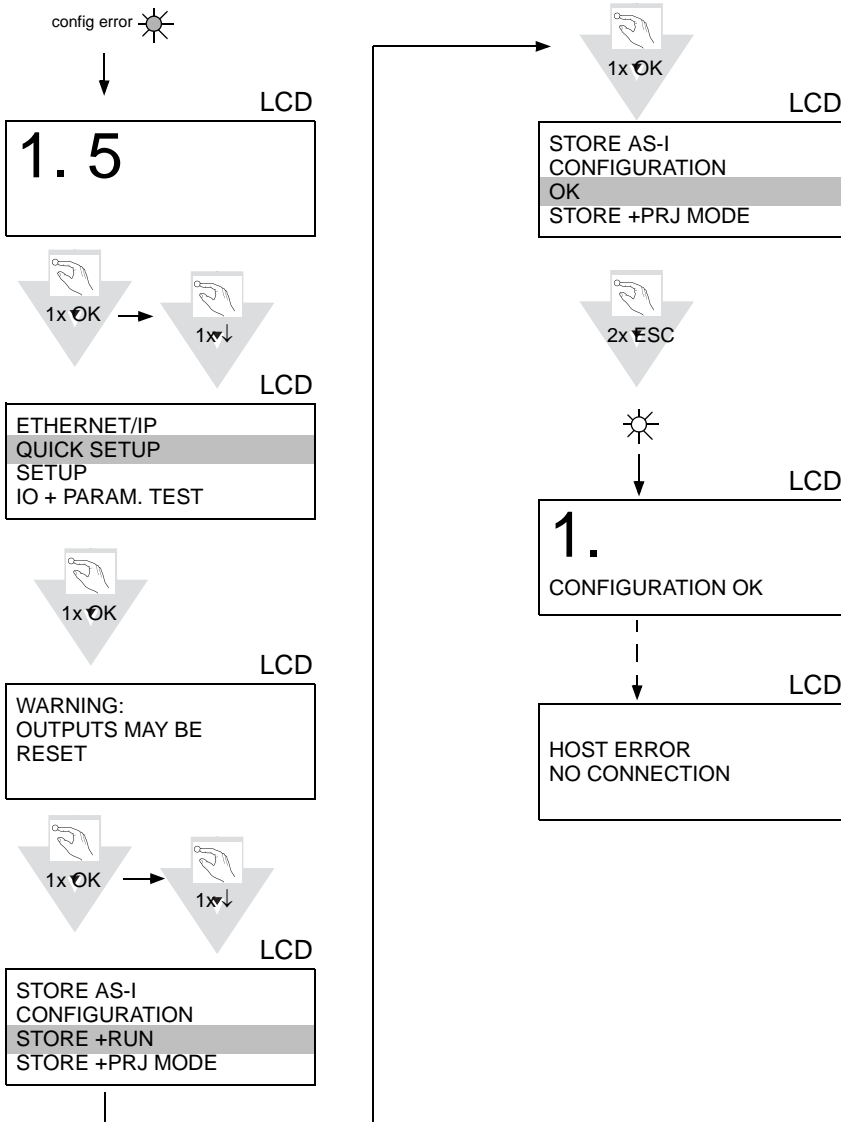 config error
LCD
1. 5
1x OK
1x ↓
LCD
ETHERNET/IP
QUICK SETUP
SETUP
IO + PARAM. TEST
1x OK
LCD
WARNING:
OUTPUTS MAY BE
RESET
1x OK
1x ↓
LCD
STORE AS-I
CONFIGURATION
STORE +RUN
STORE +PRJ MODE
1x OK
LCD
STORE AS-I
CONFIGURATION
OK
STORE +PRJ MODE
2x ESC
LCD
1.
CONFIGURATION OK
LCD
HOST ERROR
NO CONNECTION